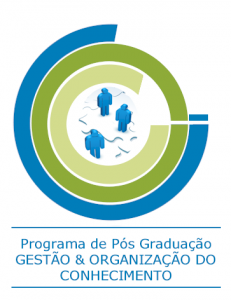 Programa de Pós Graduação
GESTÃO & ORGANIZAÇÃO DO
CONHECIMENTO